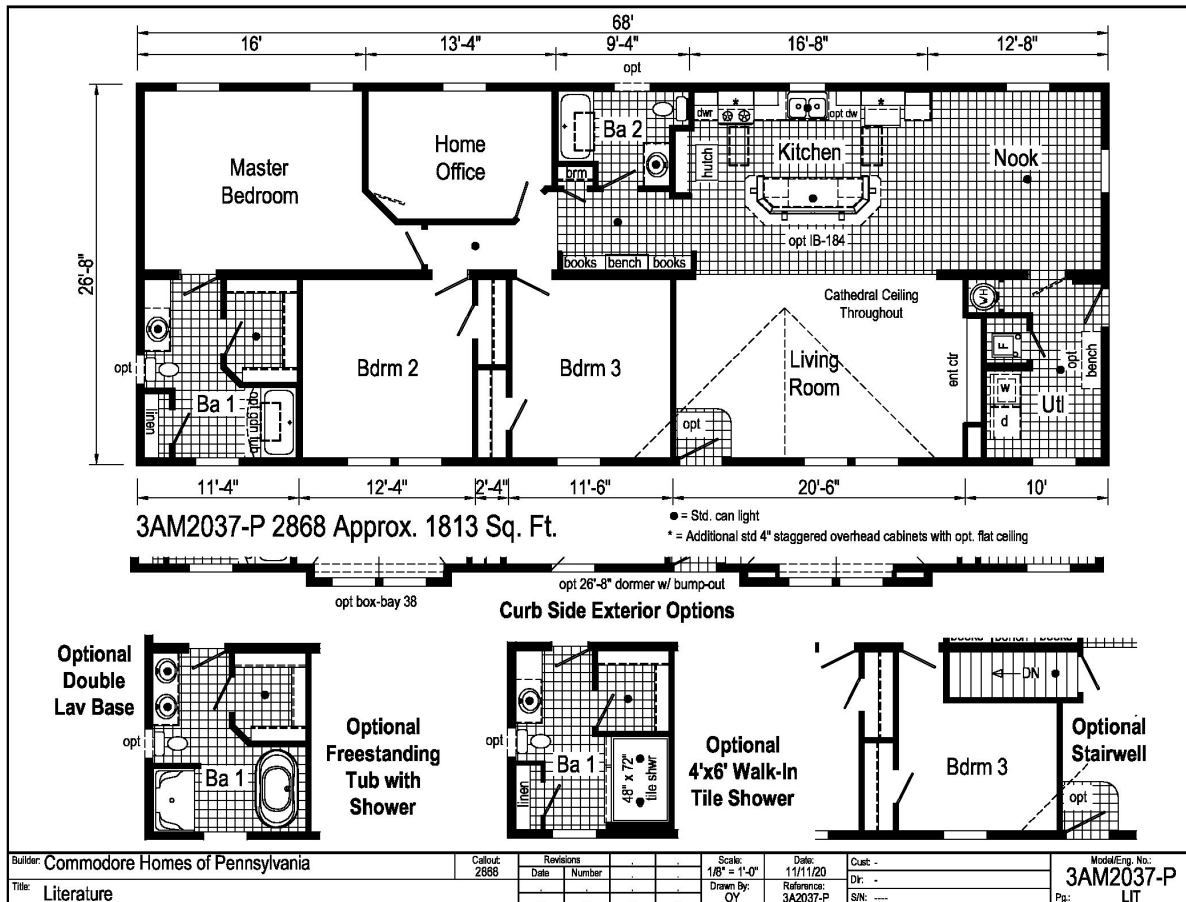 68'
16'
13'-4"
9'-4"
16'-8"
12'-8"
opt
26'-8"
Master
Bedroom
Home
Office
Ba 2
brm
dwr
*
opt dw
*
hutch
Kitchen
Nook
opt IB-184
books
bench
books
Cathedral Ceiling
Throughout
WH
F
opt
bench
w
d
Utl
ent ctr
Living
Room
opt
Bdrm 3
Bdrm 2
opt
linen
Ba 1
opt gdn tub
11'-4"
12'-4"
2'-4"
11'-6"
20'-6"
10'
3AM2037-P 2868 Approx. 1813 Sq. Ft.
= Std. can light
* = Additional std 4" staggered overhead cabinets with opt. flat ceiling
opt box-bay 38
opt 26'-8" dormer w/ bump-out
Curb Side Exterior Options
Optional
Double
Lav Base
opt
Ba 1
Optional
Freestanding
Tub with
Shower
opt
linen
Ba 1
48" x 72"
tile shwr
Optional
4'x6' Walk-In
Tile Shower
books
bench
books
DN
Bdrm 3
opt
Optional
Stairwell
Builder: Commodore Homes of Pennsylvania
Title: Literature
Callout:
2868
Revisions
Date
Number
Scale:
1/8" = 1'-0"
Drawn By:
OY
Date:
11/11/20
Reference:
3A2037-P
Cust: -
Dir: -
S/N: ----
Model/Eng. No.:
3AM2037-P
Pg.: LIT